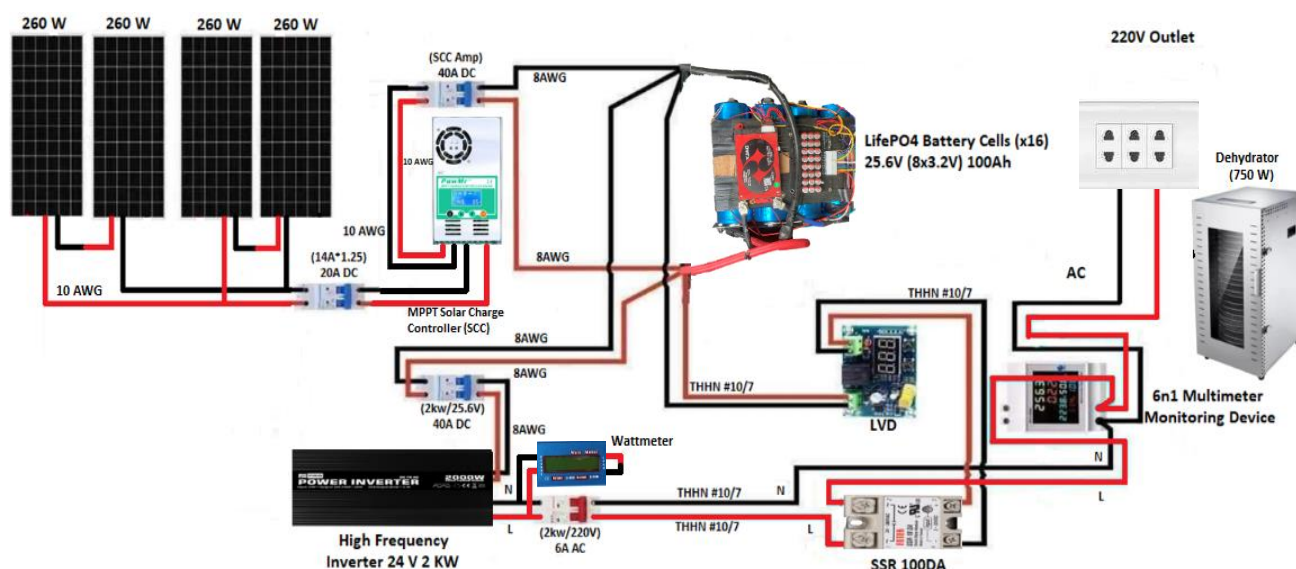 260 W
260 W
260 W
260 W
(SCC Amp)
40A DC
8AWG
220V Outlet
LifePO4 Battery Cells (x16)
25.6V (8x3.2V) 100Ah
Dehydrator
(750 W)
10 AWG
10 AWG
8AWG
AC
(14A*1.25)
20A DC
10 AWG
MPPT Solar Charge
Controller (SCC)
THHN #10/7
8AWG
8AWG
THHN #10/7
6n1 Multimeter
Monitoring Device
(2kw/25.6V)
40A DC
LVD
8AWG
Wattmeter
N
2000W
POWER INVERTER
N
THHN #10/7
N
L
L
THHN #10/7
L
(2kw/220V)
6A AC
High Frequency
Inverter 24 V 2 KW
SSR 100DA